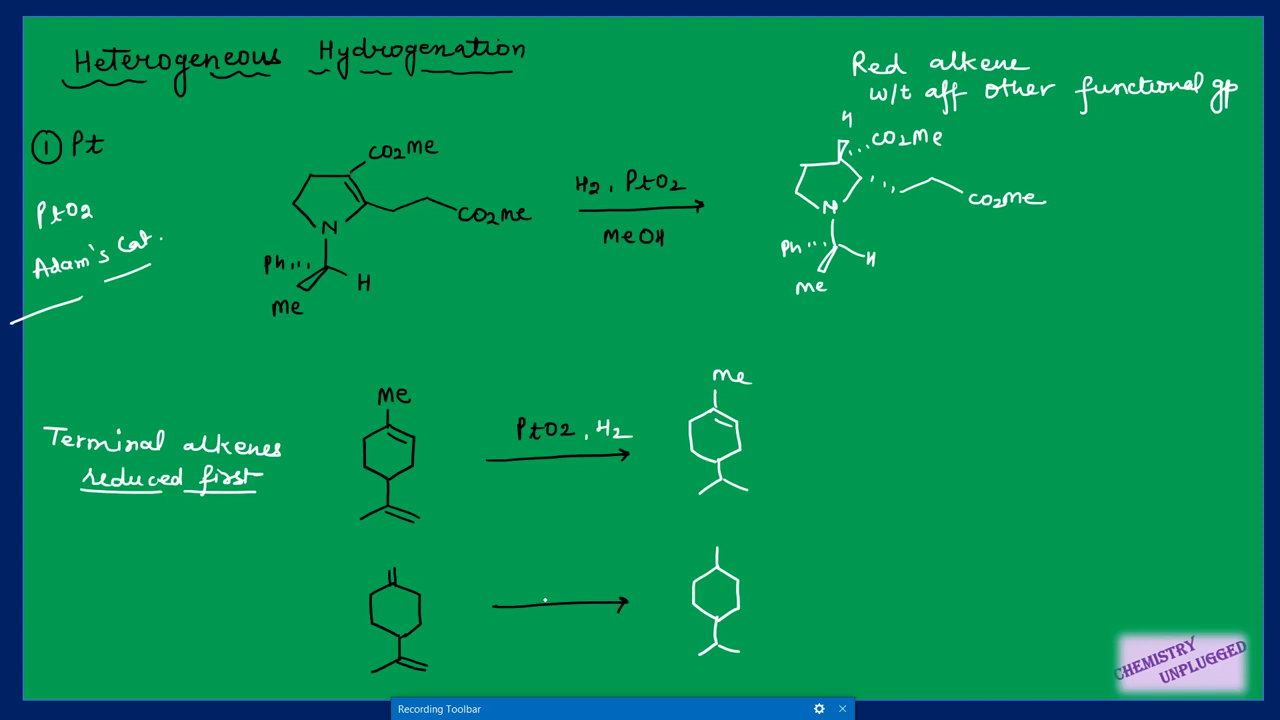 Heterogeneous Hydrogenation
Red alkene
w/t aff other functional gp
① Pt
PtO2
Adam's Cat.
CO2Me
CO2Me
N
Ph
H
Me
H2, PtO2
MeOH
H
CO2Me
CO2Me
N
Ph
H
Me
Terminal alkenes
reduced first
Me
PtO2, H2
Me
CHEMISTRY
UNPLUGGED
Recording Toolbar